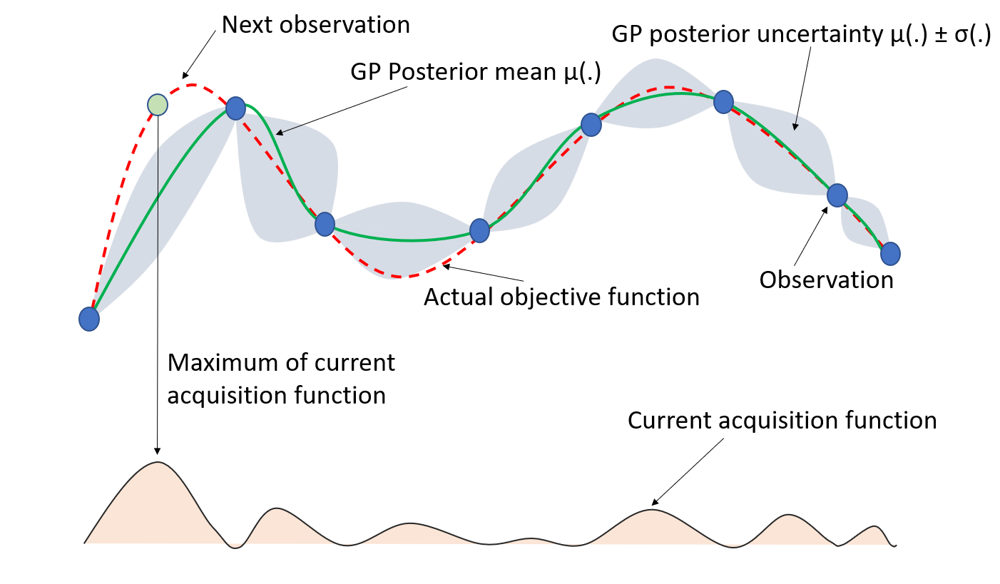 Next observation
GP posterior uncertainty μ(.) ± σ(.)
GP Posterior mean μ(.)
Observation
Actual objective function
Maximum of current
acquisition function
Current acquisition function